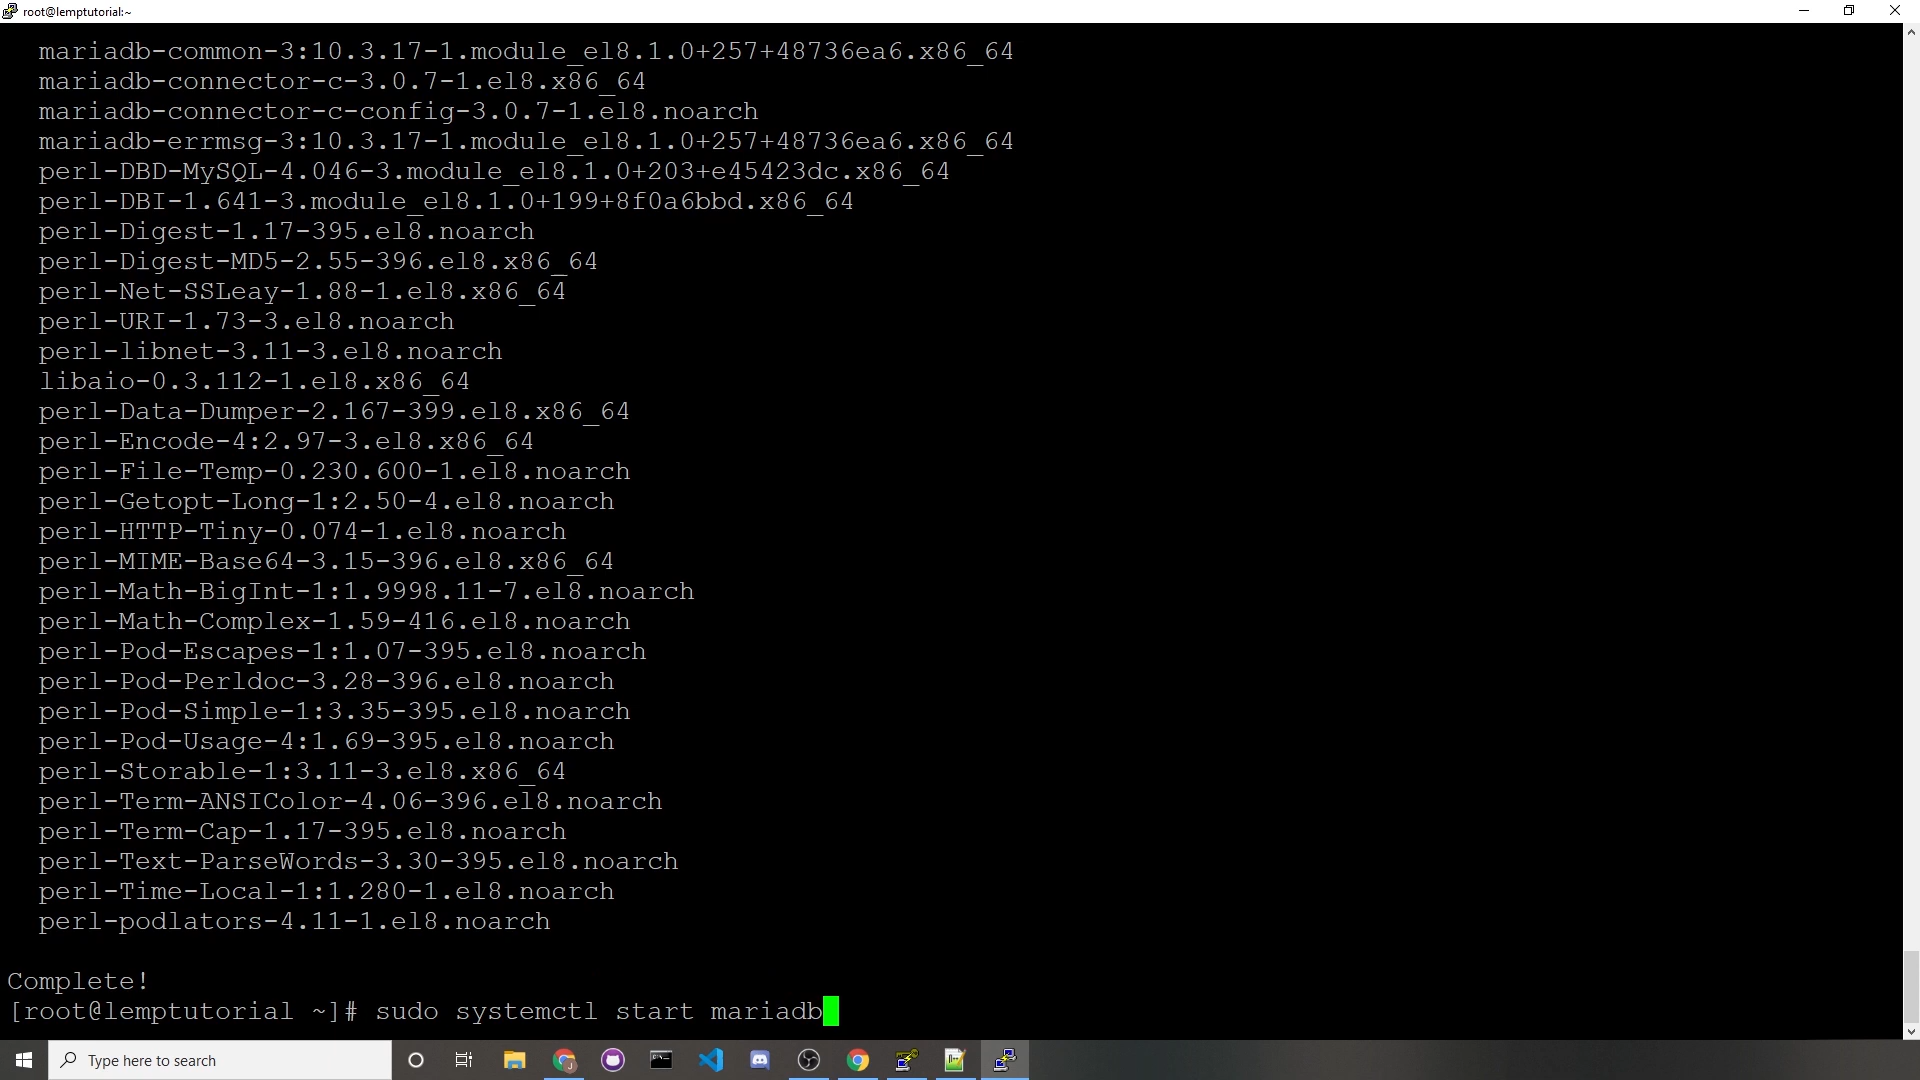 root@lemptutorial:~
mariadb-common-3:10.3.17-1.module_el8.1.0+257+48736ea6.x86_64
mariadb-connector-c-3.0.7-1.el8.x86_64
mariadb-connector-c-config-3.0.7-1.el8.noarch
mariadb-errmsg-3:10.3.17-1.module_el8.1.0+257+48736ea6.x86_64
perl-DBD-MySQL-4.046-3.module_el8.1.0+203+e45423dc.x86_64
perl-DBI-1.641-3.module_el8.1.0+199+8f0a6bbd.x86_64
perl-Digest-1.17-395.el8.noarch
perl-Digest-MD5-2.55-396.el8.x86_64
perl-Net-SSLeay-1.88-1.el8.x86_64
perl-URI-1.73-3.el8.noarch
perl-libnet-3.11-3.el8.noarch
libaio-0.3.112-1.el8.x86_64
perl-Data-Dumper-2.167-399.el8.x86_64
perl-Encode-4:2.97-3.el8.x86_64
perl-File-Temp-0.230.600-1.el8.noarch
perl-Getopt-Long-1:2.50-4.el8.noarch
perl-HTTP-Tiny-0.074-1.el8.noarch
perl-MIME-Base64-3.15-396.el8.x86_64
perl-Math-BigInt-1:1.9998.11-7.el8.noarch
perl-Math-Complex-1.59-416.el8.noarch
perl-Pod-Escapes-1:1.07-395.el8.noarch
perl-Pod-Perldoc-3.28-396.el8.noarch
perl-Pod-Simple-1:3.35-395.el8.noarch
perl-Pod-Usage-4:1.69-395.el8.noarch
perl-Storable-1:3.11-3.el8.x86_64
perl-Term-ANSIColor-4.06-396.el8.noarch
perl-Term-Cap-1.17-395.el8.noarch
perl-Text-ParseWords-3.30-395.el8.noarch
perl-Time-Local-1:1.280-1.el8.noarch
perl-podlators-4.11-1.el8.noarch
Complete!
[root@lemptutorial ~]# sudo systemctl start mariadb
Type here to search